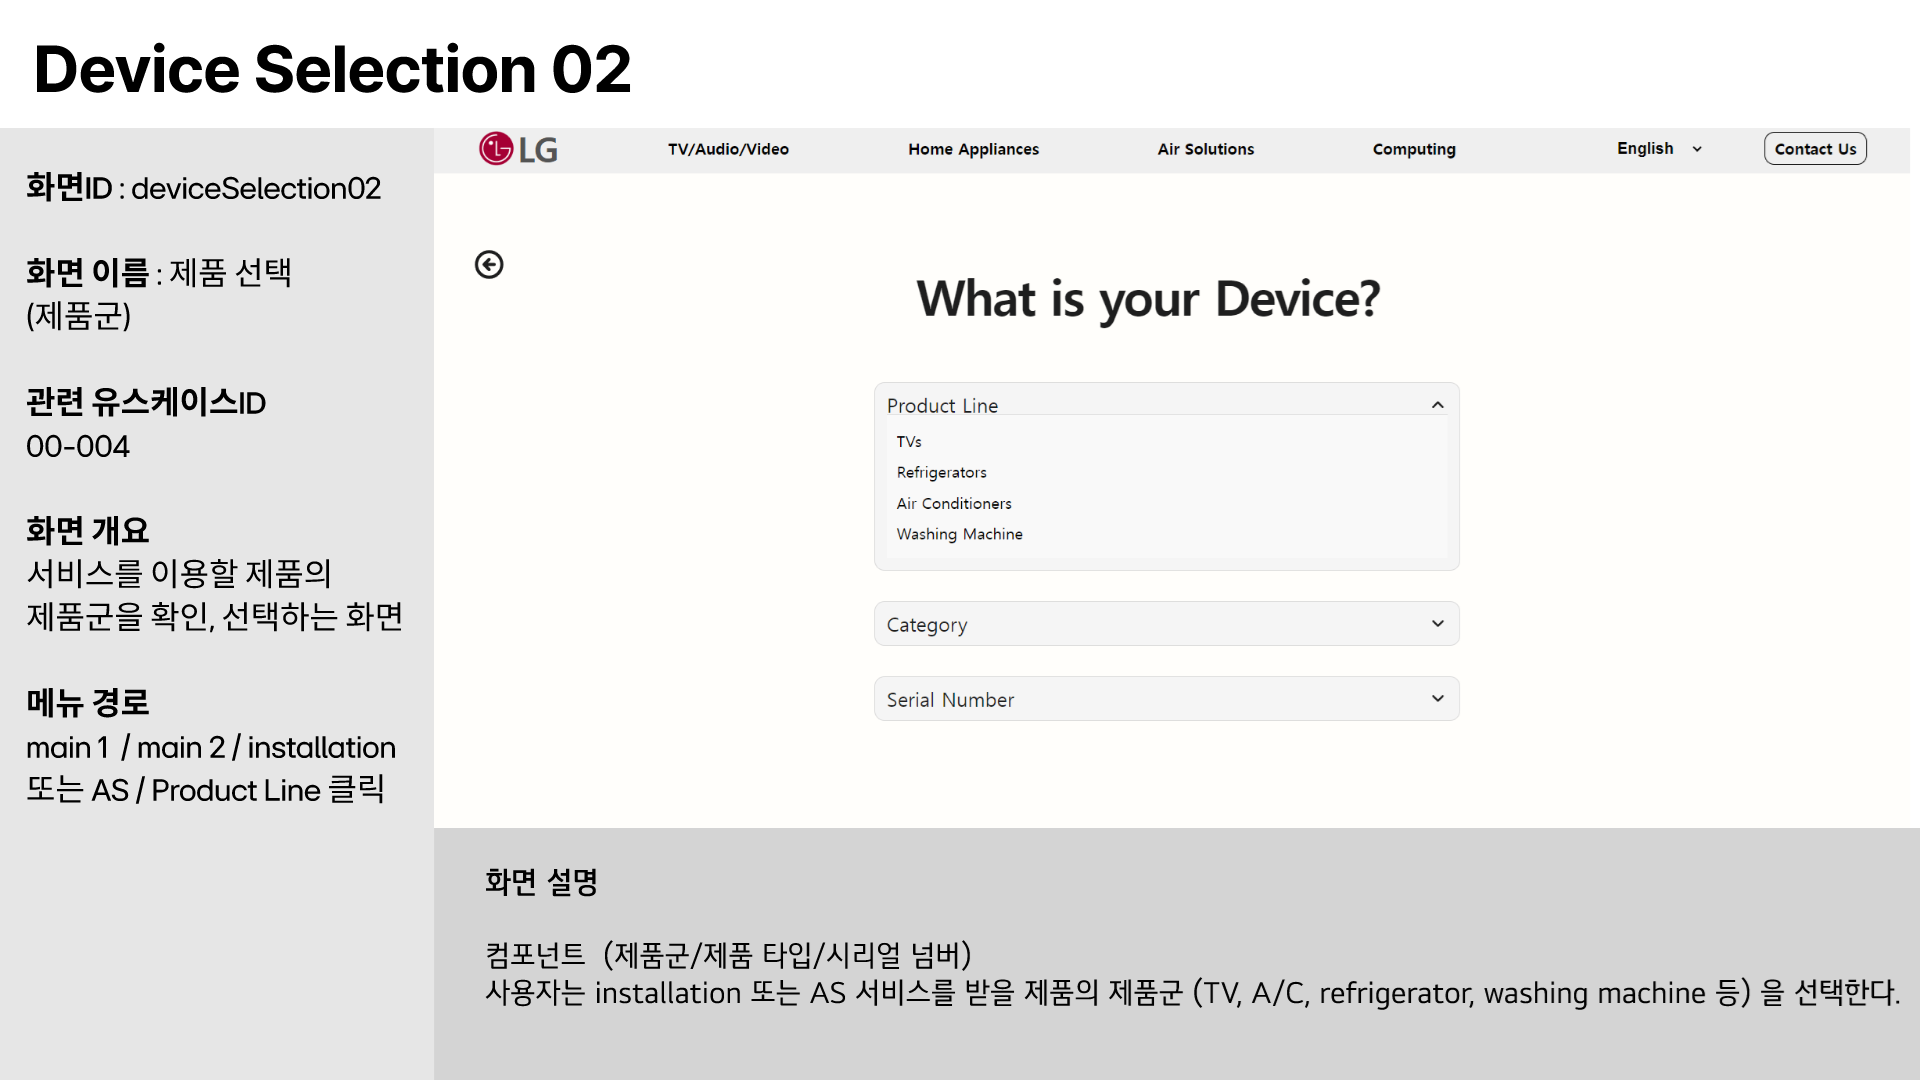 Device Selection 02
화면ID : deviceSelection02
화면 이름 : 제품 선택
(제품군)
관련 유스케이스ID
00-004
화면 개요
서비스를 이용할 제품의
제품군을 확인, 선택하는 화면
메뉴 경로
main 1 / main 2 / installation
또는 AS / Product Line 클릭
LG
TV/Audio/Video
Home Appliances
Air Solutions
Computing
English
Contact Us
What is your Device?
Product Line
TVs
Refrigerators
Air Conditioners
Washing Machine
Category
Serial Number
화면 설명
컴포넌트 (제품군/제품 타입/시리얼 넘버)
사용자는 installation 또는 AS 서비스를 받을 제품의 제품군 (TV, A/C, refrigerator, washing machine 등) 을 선택한다.